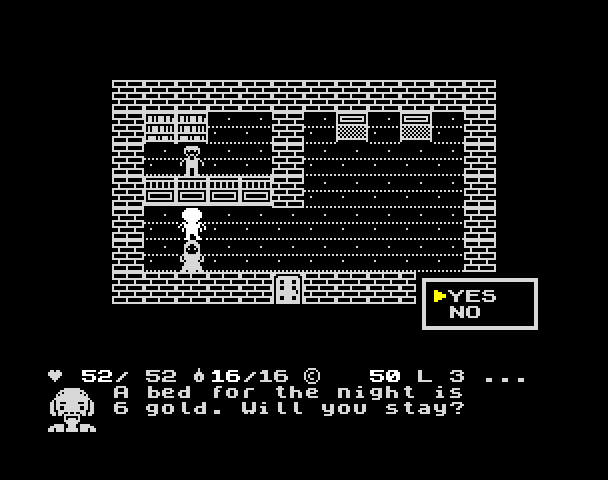 YES
NO
52/ 52 16/16 © 50 L 3 ...
A bed for the night is
6 gold. Will you stay?